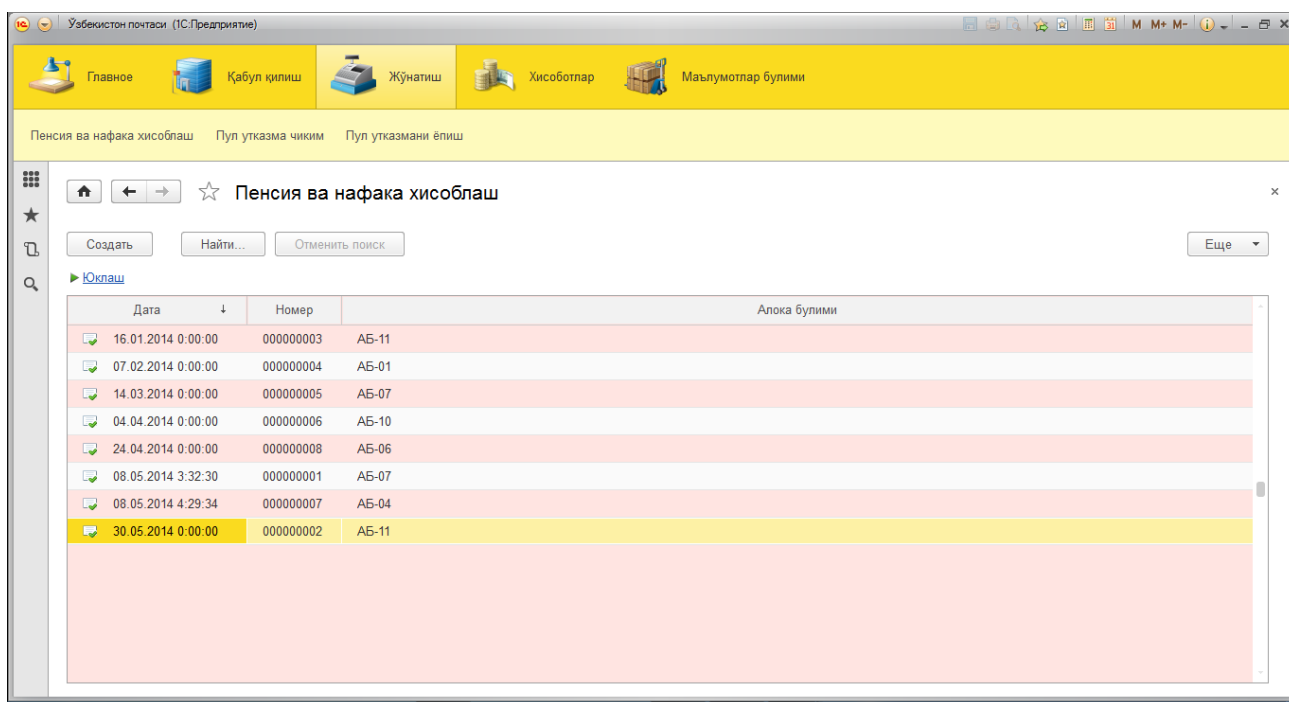 Ўзбекистон почтаси (1С:Предприятие)
M M+ M-
Главное Қабул қилиш Жўнатиш Хисоботлар Маълумотлар булими
Пенсия ва нафака хисоблаш Пул утказма чиким Пул утказмани ёпиш
Пенсия ва нафака хисоблаш
Создать Найти... Отменить поиск Еще
Юклаш
Дата Номер Алока булими
16.01.2014 0:00:00 000000003 АБ-11
07.02.2014 0:00:00 000000004 АБ-01
14.03.2014 0:00:00 000000005 АБ-07
04.04.2014 0:00:00 000000006 АБ-10
24.04.2014 0:00:00 000000008 АБ-06
08.05.2014 3:32:30 000000001 АБ-07
08.05.2014 4:29:34 000000007 АБ-04
30.05.2014 0:00:00 000000002 АБ-11